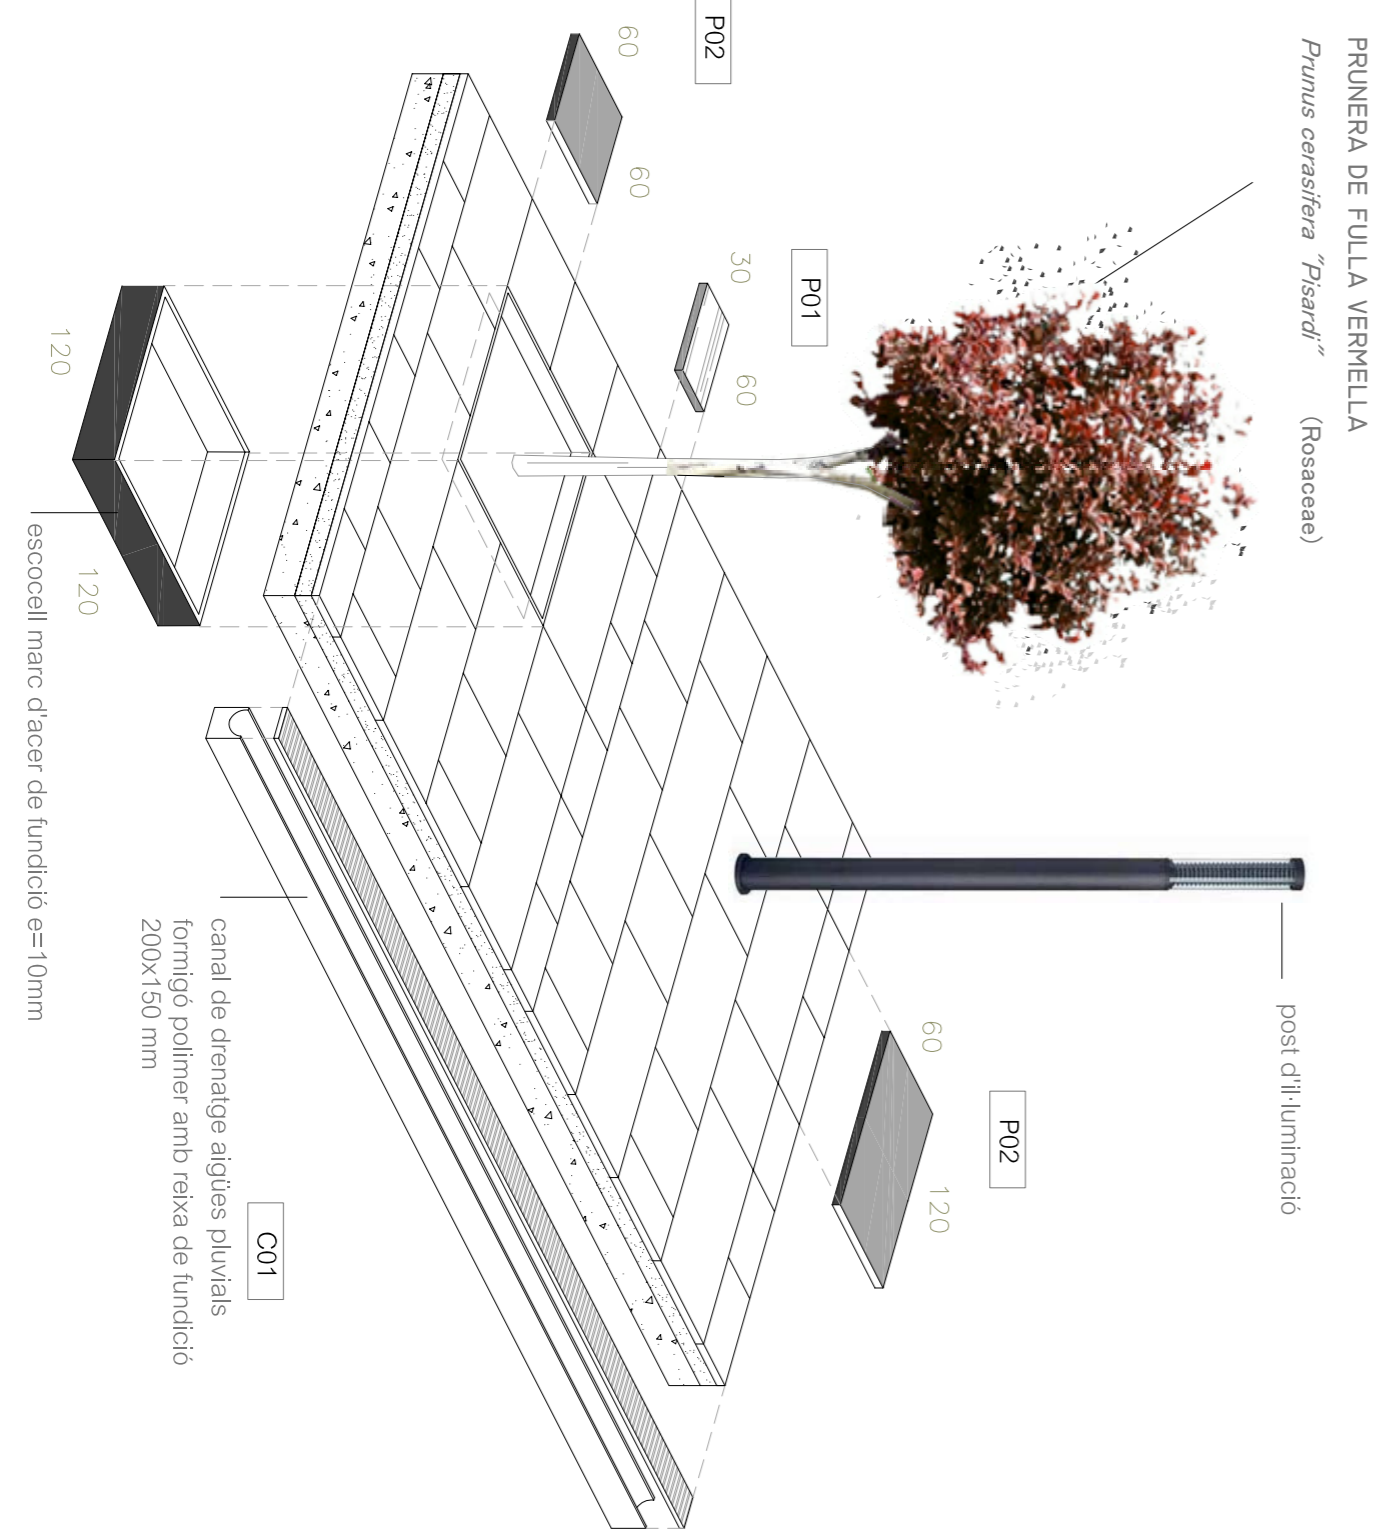 PRUNERA DE FULLA VERMELLA
Prunus cerasifera "Pisardi" (Rosaceae)
post d'il·luminació
P02
60
60
P01
30
60
P02
60
120
C01
canal de drenatge aigües pluvials
formigó polimer amb reixa de fundició
200x150 mm
120
120
escocell marc d'acer de fundició e=10mm